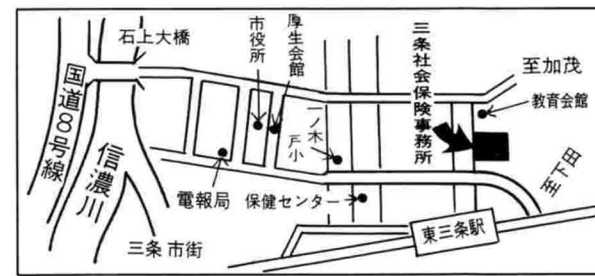 石上大橋
国道8号線
信濃川
市役所
厚生会館
三条社会保険事務所
至加茂
教育会館
一ノ木戸小
至下田
電報局
保健センター
東三条駅
三条 市街